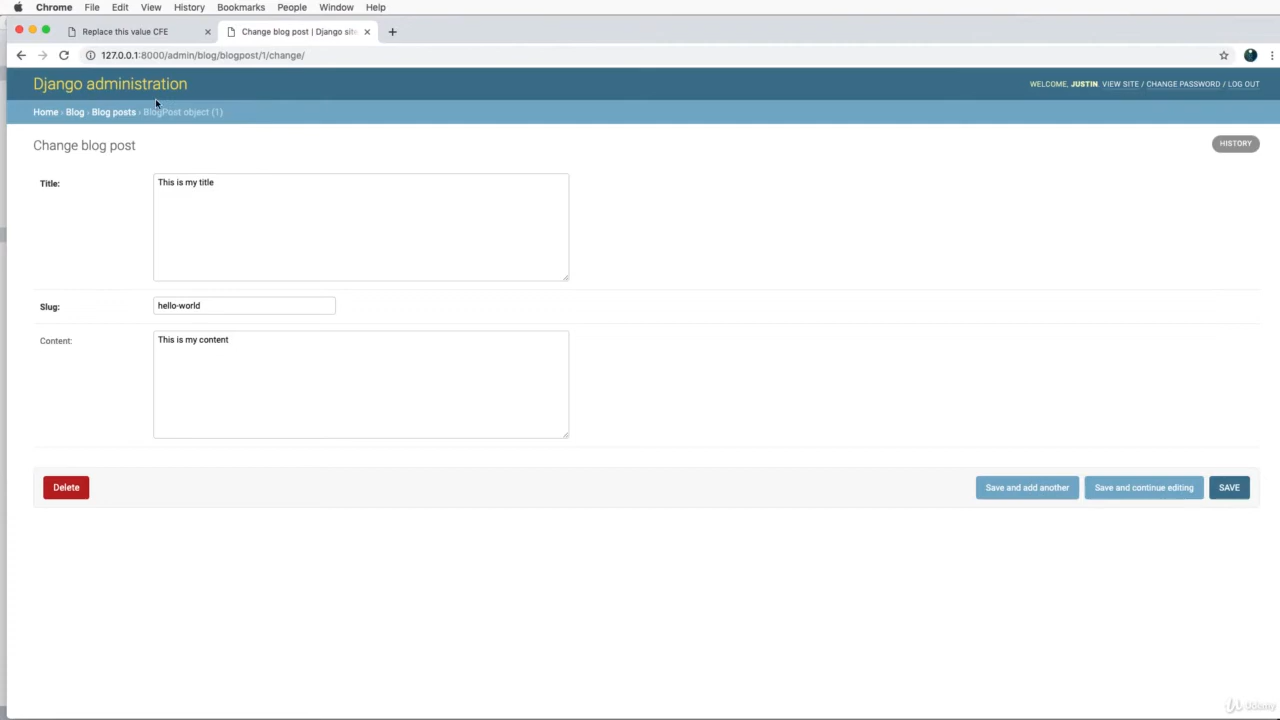 Chrome File Edit View History Bookmarks People Window Help
Replace this value CFE
Change blog post | Django site
127.0.0.1:8000/admin/blog/blogpost/1/change/
Django administration
WELCOME, JUSTIN. VIEW SITE / CHANGE PASSWORD / LOG OUT
Home › Blog › Blog posts › BlogPost object (1)
Change blog post
HISTORY
Title:
This is my title
Slug:
hello-world
Content:
This is my content
Delete
Save and add another
Save and continue editing
SAVE
Udemy